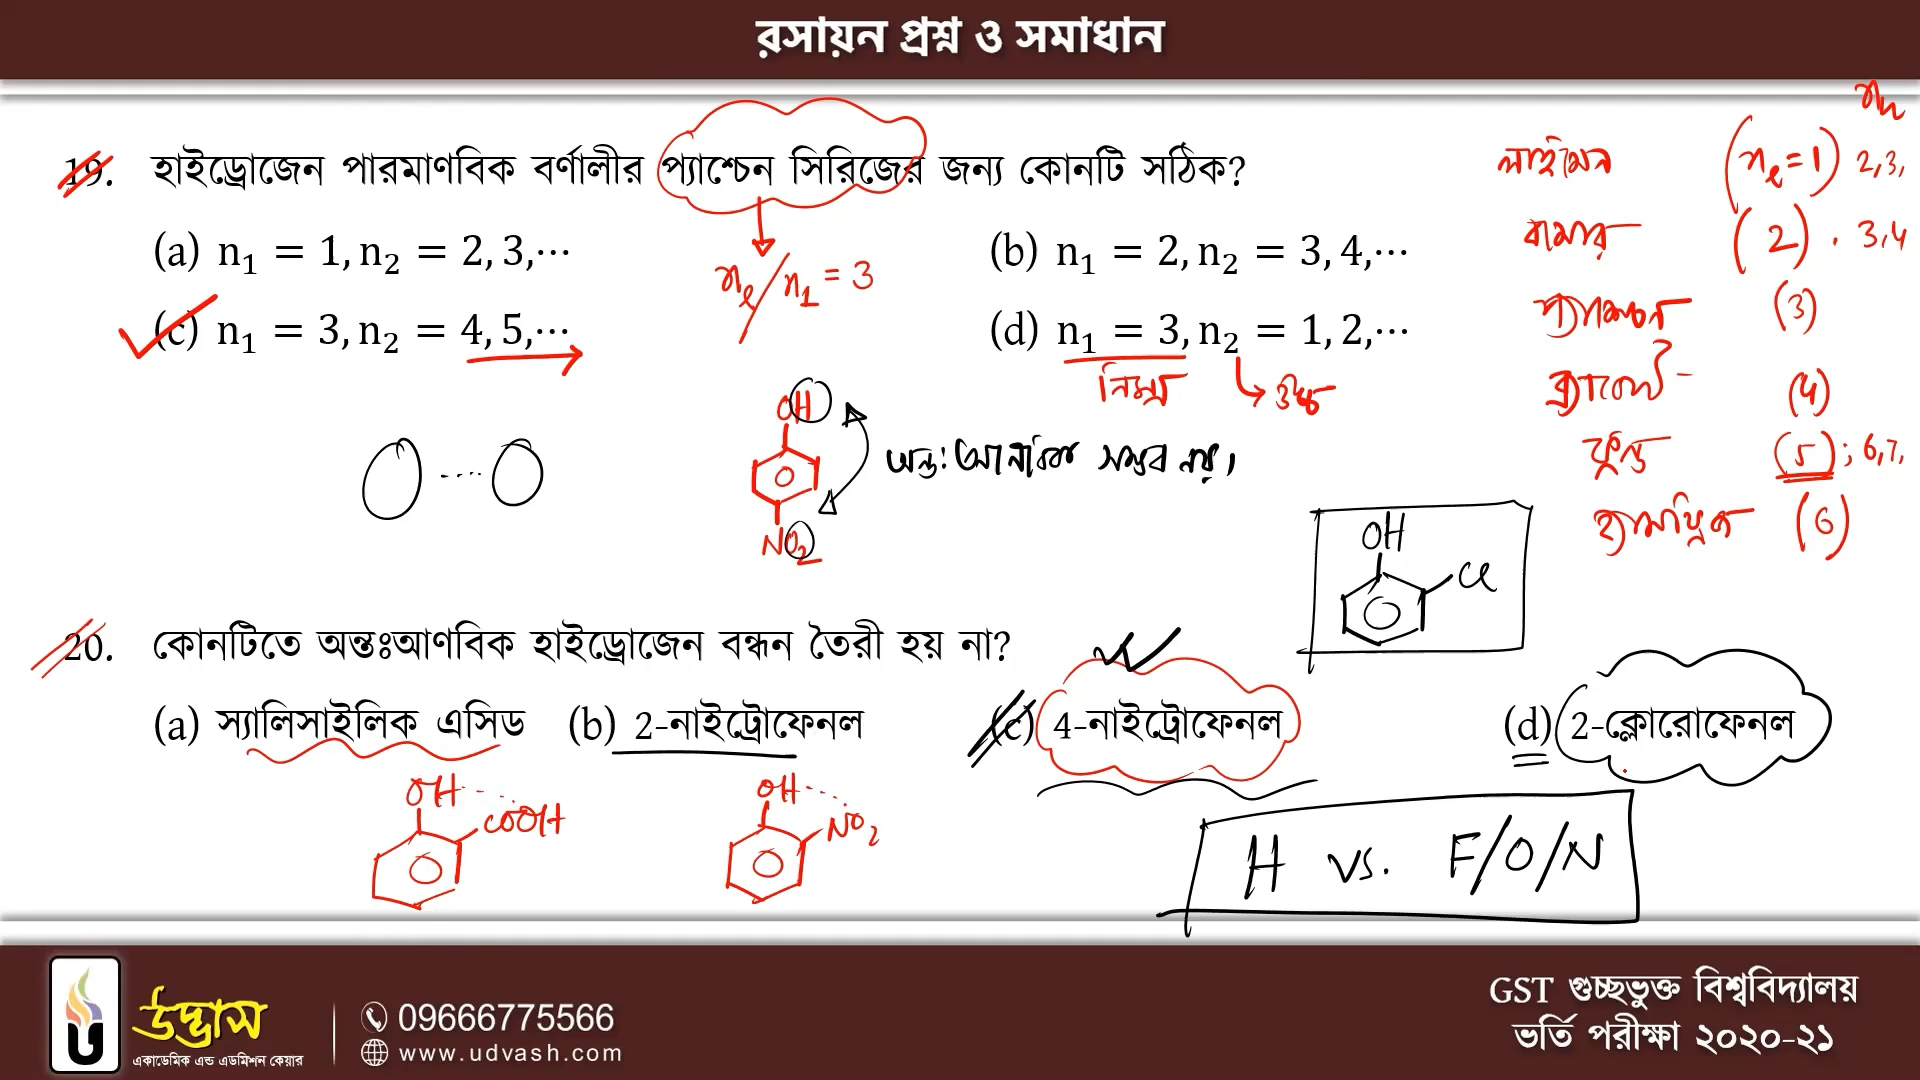 রসায়ন প্রশ্ন ও সমাধান
19. হাইড্রোজেন পারমাণবিক বর্ণালীর প্যাশ্চেন সিরিজের জন্য কোনটি সঠিক?
(a) n₁ = 1, n₂ = 2, 3,⋯ (b) n₁ = 2, n₂ = 3, 4,⋯
(c) n₁ = 3, n₂ = 4, 5,⋯ (d) n₁ = 3, n₂ = 1, 2,⋯
n / n₁ = 3
নিম্ন উচ্চ
লাইমেন (n = 1) 2,3,
বামার (2) 3,4
প্যাশ্চেন (3)
ব্র্যাকেট (4)
ফুন্ড (5); 6,7,
(6)
OH
NO₂
অন্তঃআণবিক সম্ভব নয়।
OH
Cl
20. কোনটিতে অন্তঃআণবিক হাইড্রোজেন বন্ধন তৈরী হয় না?
(a) স্যালিসাইলিক এসিড (b) 2-নাইট্রোফেনল (c) 4-নাইট্রোফেনল (d) 2-ক্লোরোফেনল
OH COOH
OH NO₂
H vs. F/O/N
উদ্ভাস
একাডেমিক এন্ড এডমিশন কেয়ার
09666775566
www.udvash.com
GST গুচ্ছভুক্ত বিশ্ববিদ্যালয়
ভর্তি পরীক্ষা ২০২০-২১